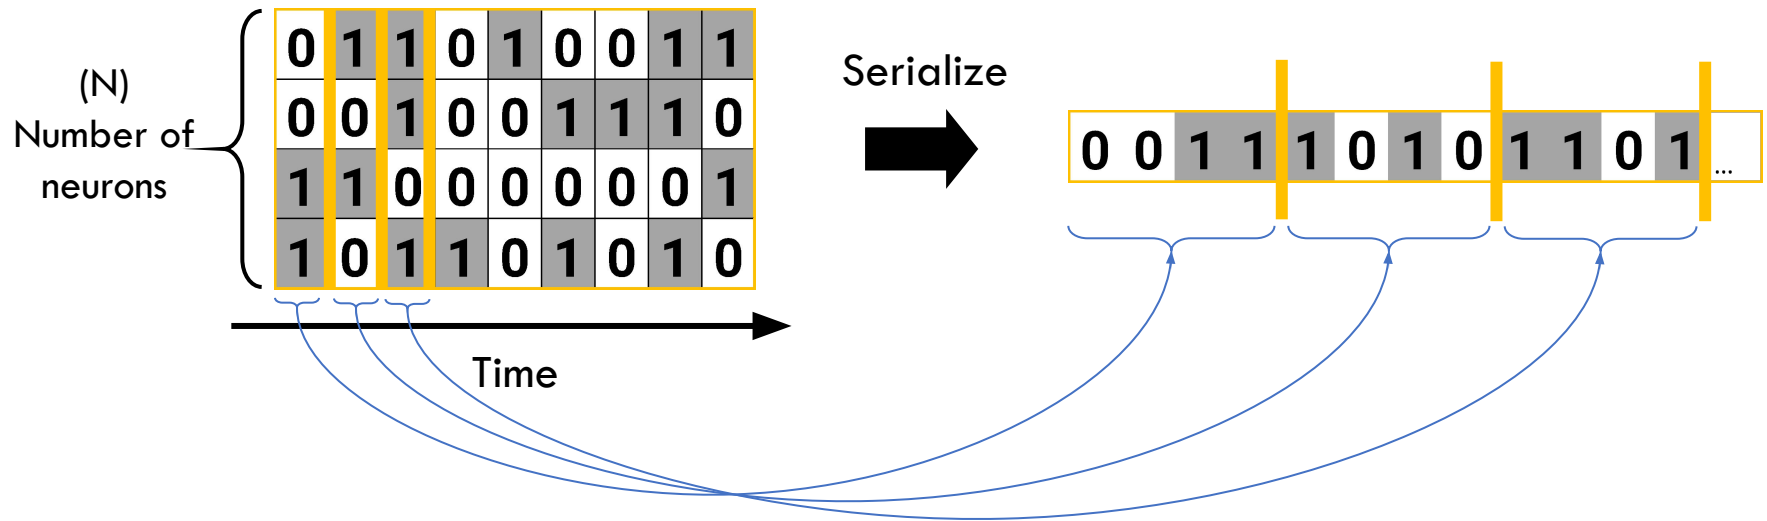 (N)
Number of
neurons
0 1 1 0 1 0 0 1 1
0 0 1 0 0 1 1 1 0
1 1 0 0 0 0 0 0 1
1 0 1 1 0 1 0 1 0
Time
Serialize
0 0 1 1 1 0 1 0 1 1 0 1 ...